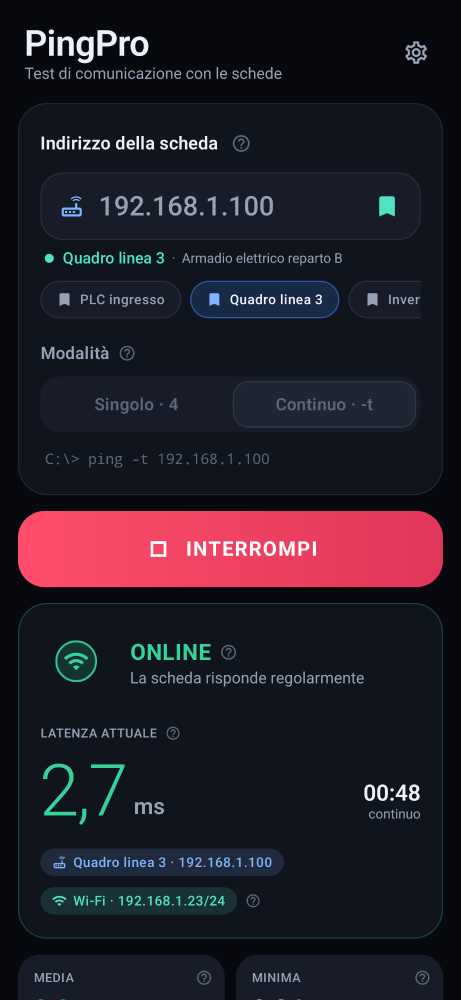 PingPro
Test di comunicazione con le schede
Indirizzo della scheda
192.168.1.100
Quadro linea 3 · Armadio elettrico reparto B
PLC ingresso
Quadro linea 3
Inver
Modalità
Singolo · 4
Continuo · -t
C:\> ping -t 192.168.1.100
INTERROMPI
ONLINE
La scheda risponde regolarmente
LATENZA ATTUALE
2,7 ms
00:48
continuo
Quadro linea 3 · 192.168.1.100
Wi-Fi · 192.168.1.23/24
MEDIA
MINIMA